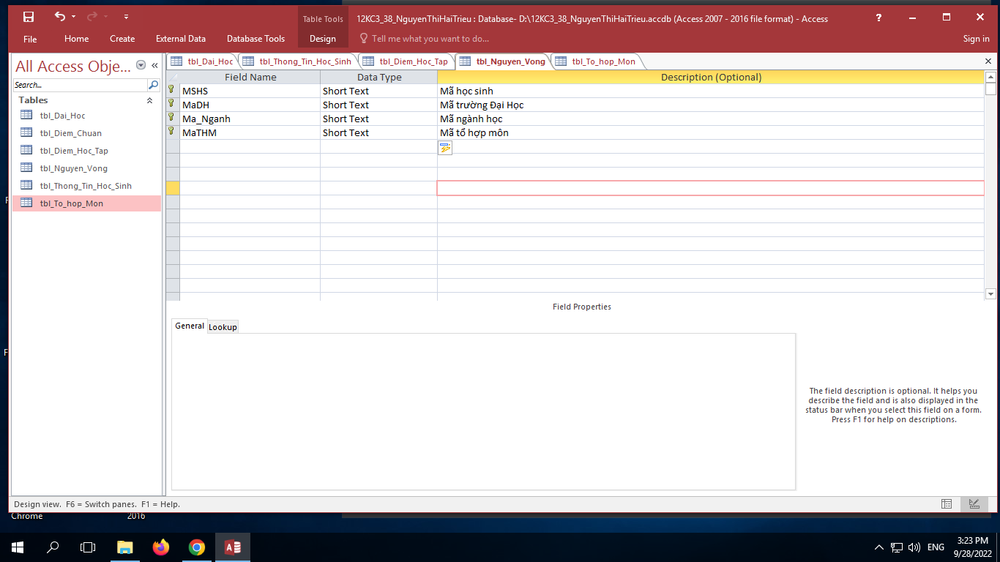 Table Tools
12KC3_38_NguyenThiHaiTrieu : Database- D:\12KC3_38_NguyenThiHaiTrieu.accdb (Access 2007 - 2016 file format) - Access
?
File
Home
Create
External Data
Database Tools
Design
Tell me what you want to do...
Sign in
All Access Obje...
Search...
Tables
tbl_Dai_Hoc
tbl_Diem_Chuan
tbl_Diem_Hoc_Tap
tbl_Nguyen_Vong
tbl_Thong_Tin_Hoc_Sinh
tbl_To_hop_Mon
tbl_Dai_Hoc
tbl_Thong_Tin_Hoc_Sinh
tbl_Diem_Hoc_Tap
tbl_Nguyen_Vong
tbl_To_hop_Mon
Field Name Data Type Description (Optional)
MSHS Short Text Mã học sinh
MaDH Short Text Mã trường Đại Học
Ma_Nganh Short Text Mã ngành học
MaTHM Short Text Mã tổ hợp môn
Field Properties
General
Lookup
The field description is optional. It helps you
describe the field and is also displayed in the
status bar when you select this field on a form.
Press F1 for help on descriptions.
Design view. F6 = Switch panes. F1 = Help.
Chrome
2016
ENG
3:23 PM
9/28/2022